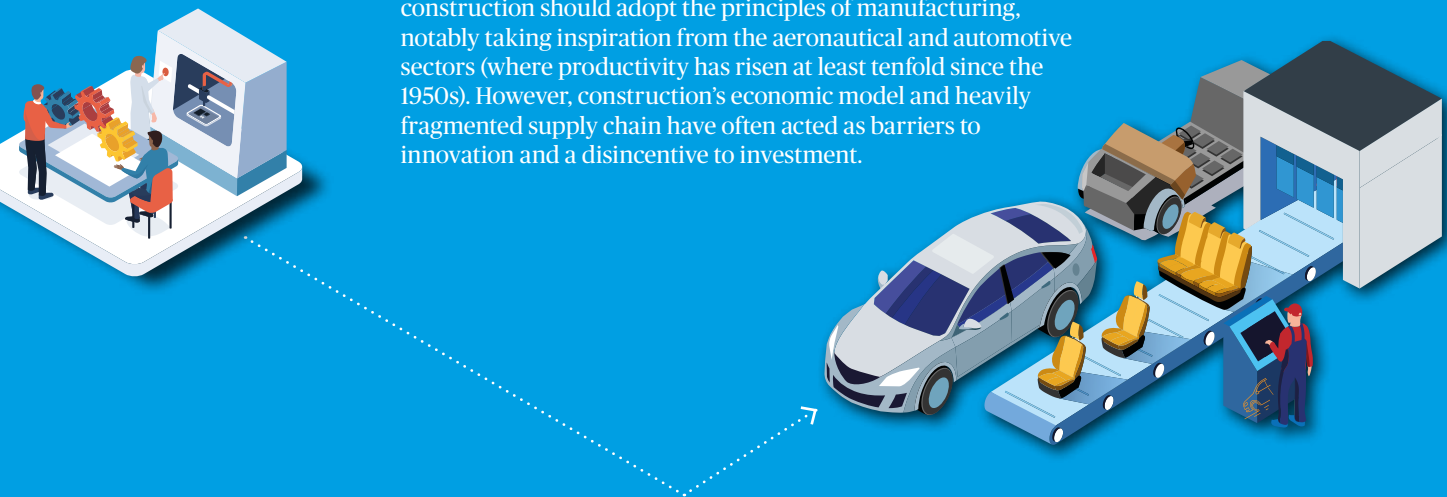 construction should adopt the principles of manufacturing,
notably taking inspiration from the aeronautical and automotive
sectors (where productivity has risen at least tenfold since the
1950s). However, construction’s economic model and heavily
fragmented supply chain have often acted as barriers to
innovation and a disincentive to investment.